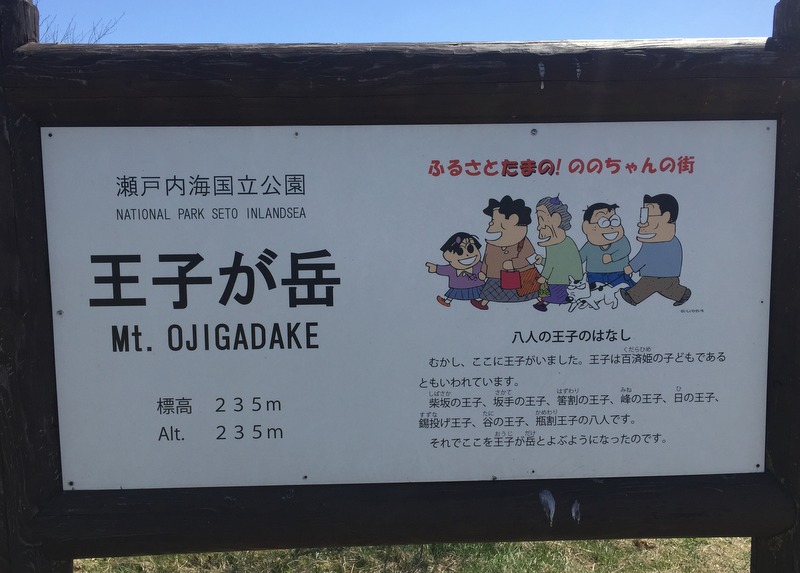 瀬戸内海国立公園
NATIONAL PARK SETO INLANDSEA
王子が岳
Mt. OJIGADAKE
標高 235m
Alt. 235m
ふるさとたまの!ののちゃんの街
八人の王子のはなし
むかし、ここに王子がいました。王子は百済姫の子どもである
ともいわれています。
柴坂の王子、坂手の王子、筈割の王子、峰の王子、日の王子、
錫投げ王子、谷の王子、瓶割王子の八人です。
それでここを王子が岳とよぶようになったのです。